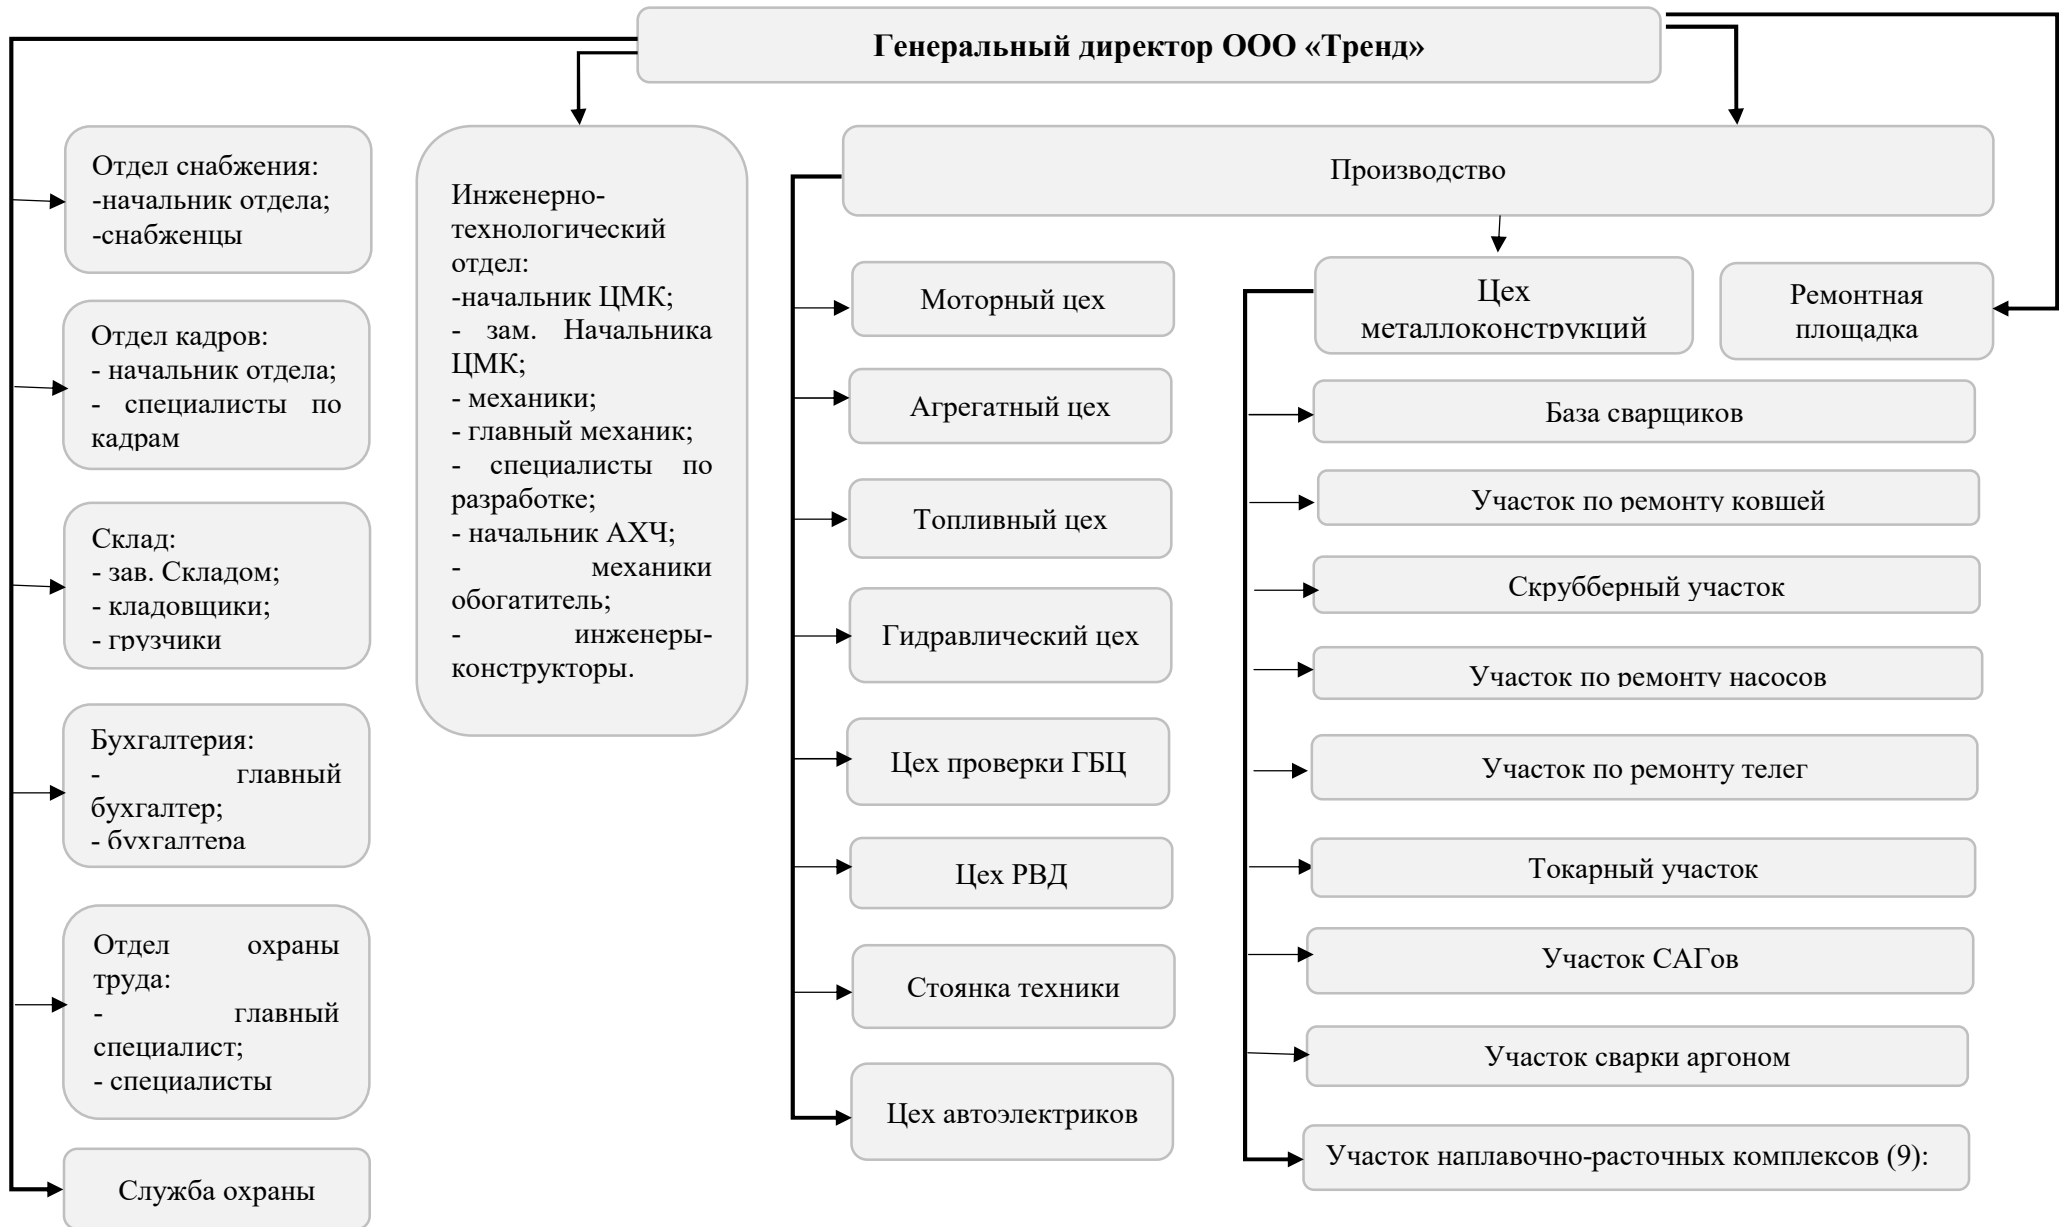 Генеральный директор ООО «Тренд»
Отдел снабжения:
-начальник отдела;
-снабженцы
Отдел кадров:
- начальник отдела;
- специалисты по
кадрам
Склад:
- зав. Складом;
- кладовщики;
- грузчики
Бухгалтерия:
- главный
бухгалтер;
- бухгалтера
Отдел охраны
труда:
- главный
специалист;
- специалисты
Служба охраны
Инженерно-
технологический
отдел:
-начальник ЦМК;
- зам. Начальника
ЦМК;
- механики;
- главный механик;
- специалисты по
разработке;
- начальник АХЧ;
- механики
обогатитель;
- инженеры-
конструкторы.
Производство
Моторный цех
Агрегатный цех
Топливный цех
Гидравлический цех
Цех проверки ГБЦ
Цех РВД
Стоянка техники
Цех автоэлектриков
Цех
металлоконструкций
База сварщиков
Участок по ремонту ковшей
Скрубберный участок
Участок по ремонту насосов
Участок по ремонту телег
Токарный участок
Участок САГов
Участок сварки аргоном
Участок наплавочно-расточных комплексов (9):
Ремонтная
площадка